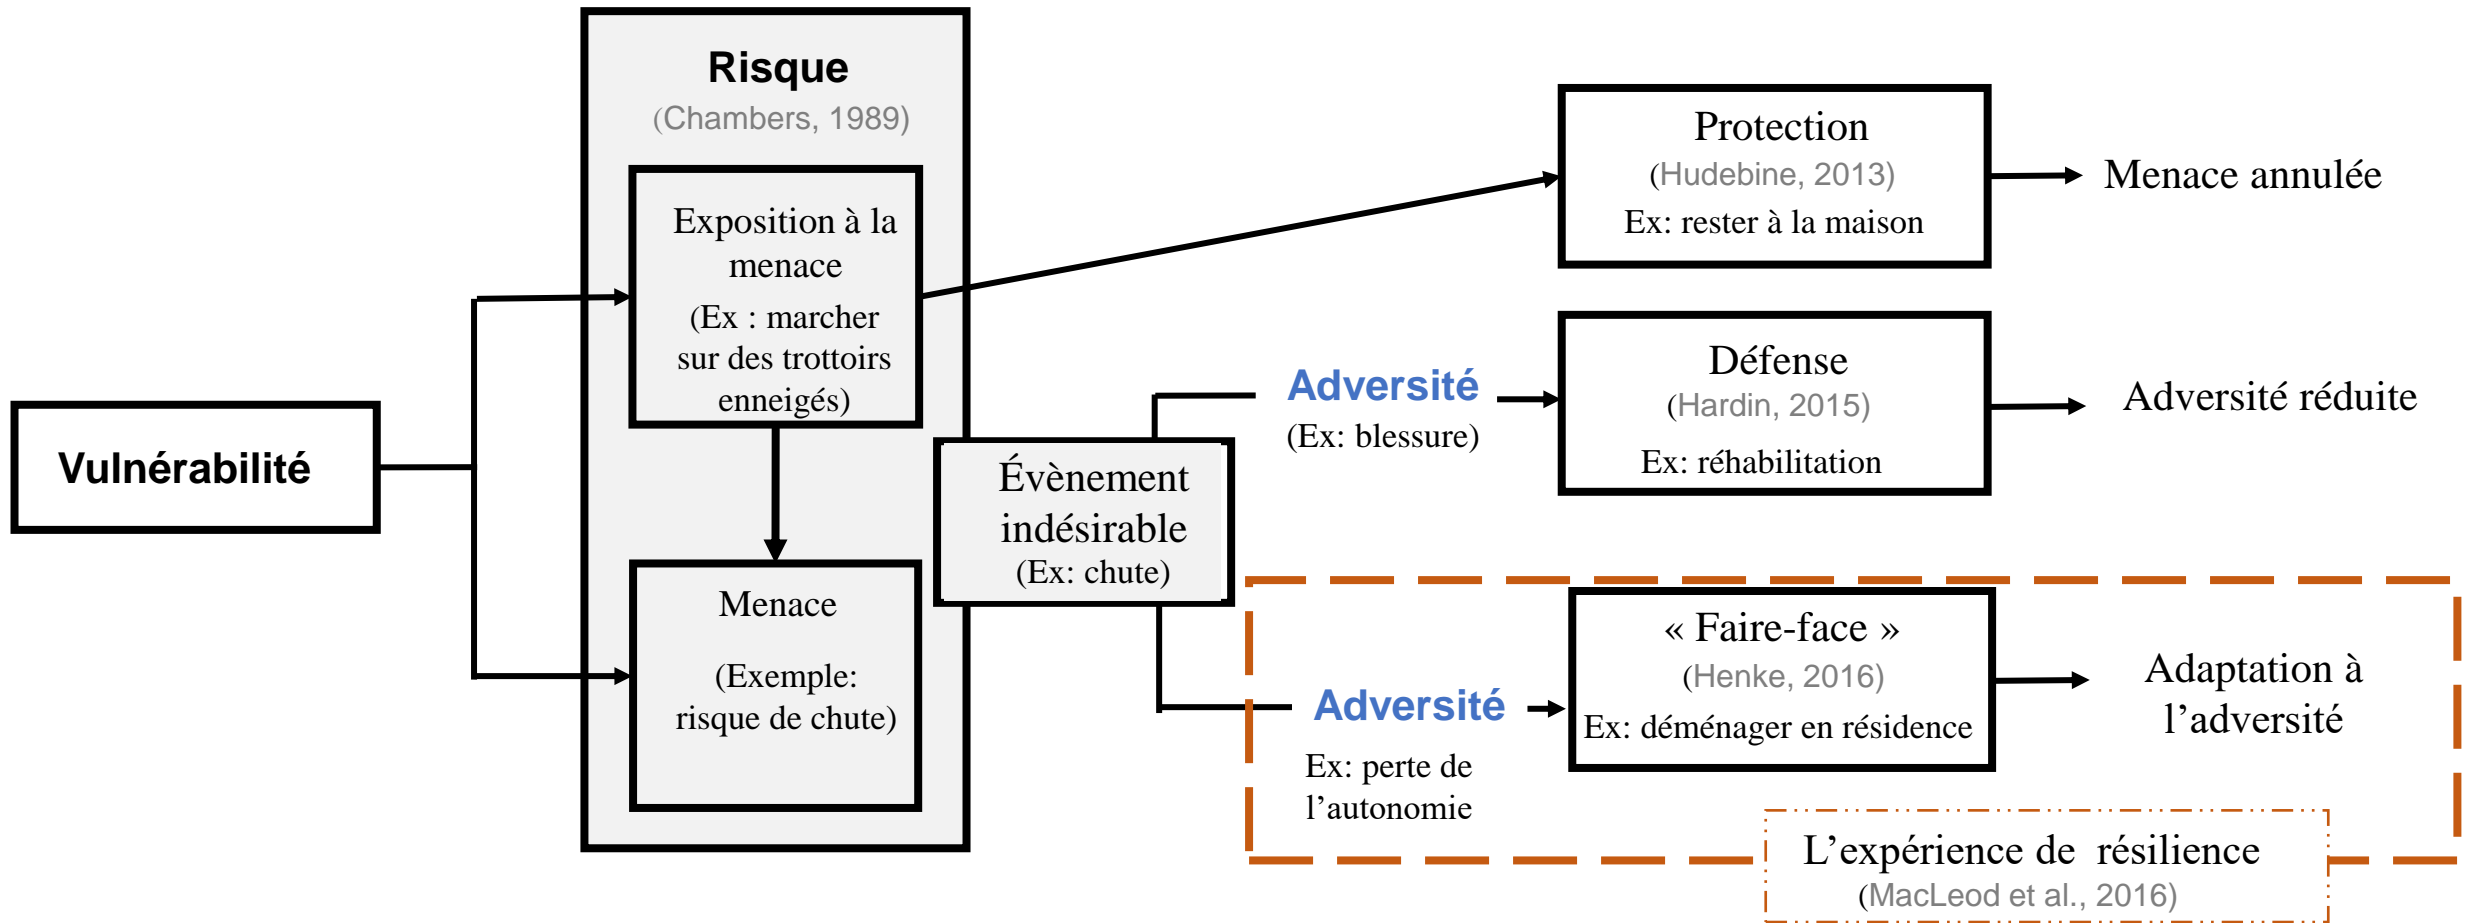 Vulnérabilité
Risque
(Chambers, 1989)
Exposition à la
menace
(Ex : marcher
sur des trottoirs
enneigés)
Menace
(Exemple:
risque de chute)
Évènement
indésirable
(Ex: chute)
Adversité
(Ex: blessure)
Adversité
Ex: perte de
l’autonomie
Protection
(Hudebine, 2013)
Ex: rester à la maison
Menace annulée
Défense
(Hardin, 2015)
Ex: réhabilitation
Adversité réduite
« Faire-face »
(Henke, 2016)
Ex: déménager en résidence
Adaptation à
l’adversité
L’expérience de résilience
(MacLeod et al., 2016)